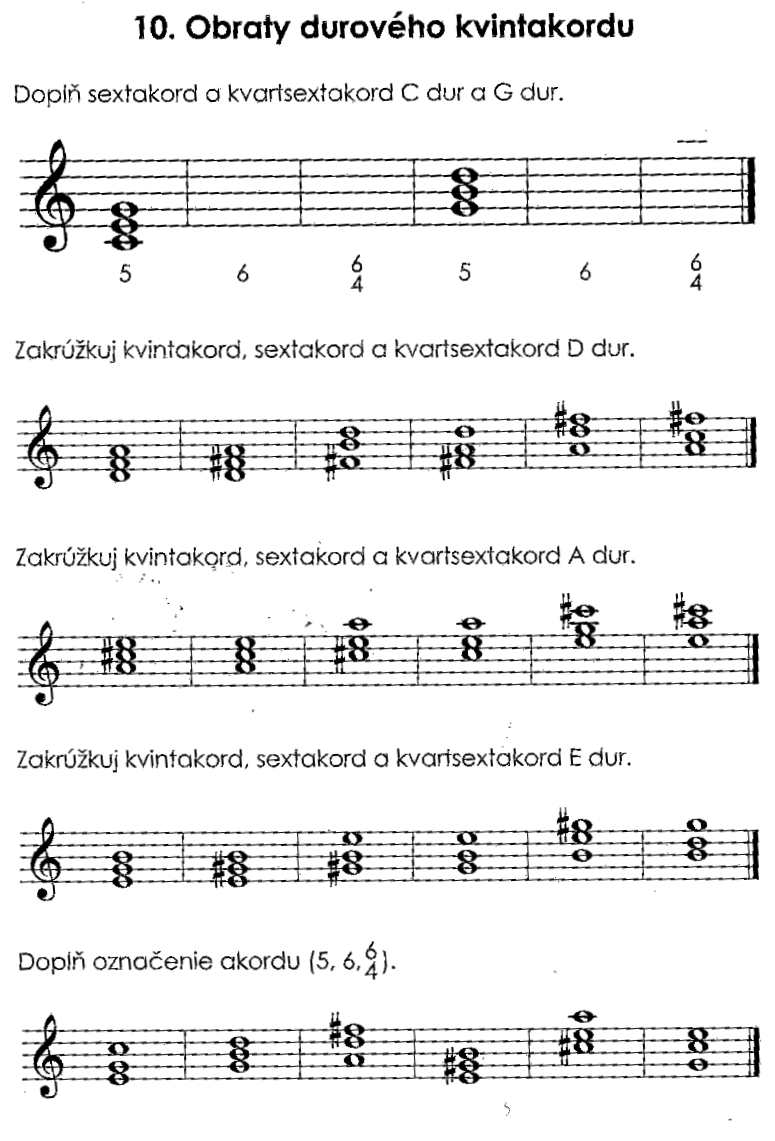 10. Obraty durového kvintakordu
Doplň sextakord a kvartsextakord C dur a G dur.
5 6 6/4 5 6 6/4
Zakrúžkuj kvintakord, sextakord a kvartsextakord D dur.
Zakrúžkuj kvintakord, sextakord a kvartsextakord A dur.
Zakrúžkuj kvintakord, sextakord a kvartsextakord E dur.
Doplň označenie akordu (5, 6, 6/4).